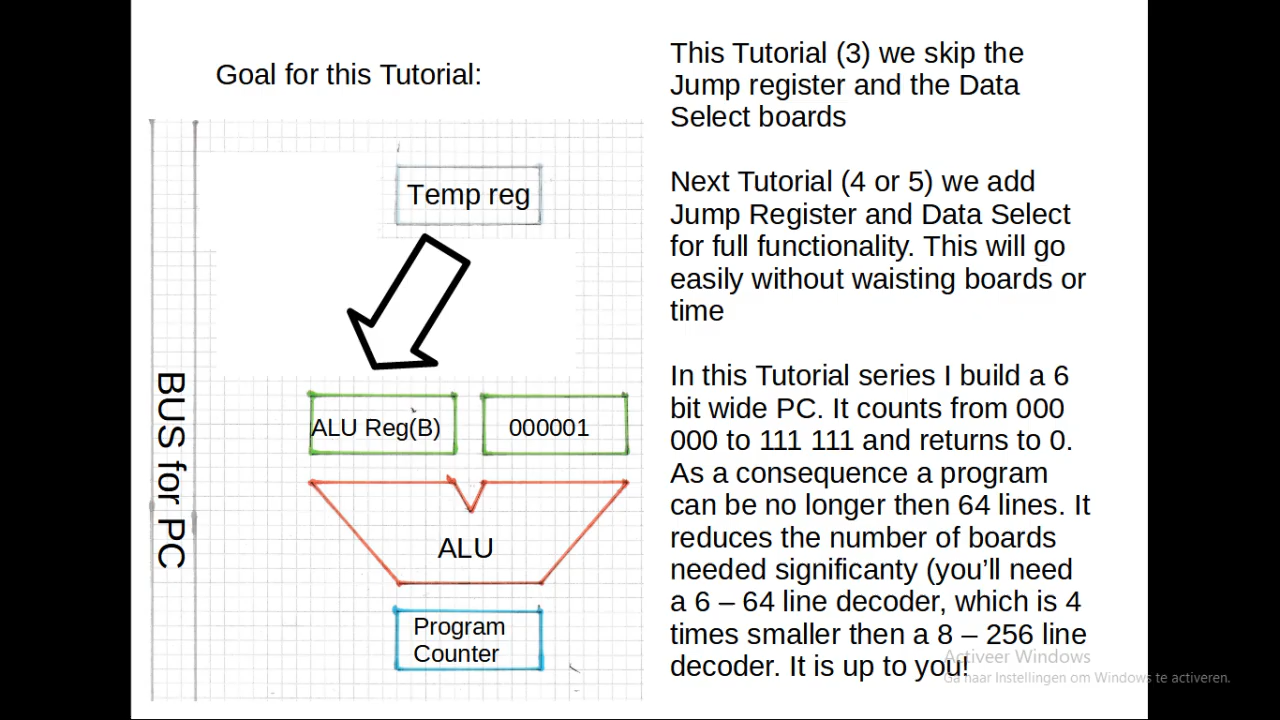 Goal for this Tutorial:
Temp reg
BUS for PC
ALU Reg(B)
000001
ALU
Program
Counter
This Tutorial (3) we skip the
Jump register and the Data
Select boards
Next Tutorial (4 or 5) we add
Jump Register and Data Select
for full functionality. This will go
easily without waisting boards or
time
In this Tutorial series I build a 6
bit wide PC. It counts from 000
000 to 111 111 and returns to 0.
As a consequence a program
can be no longer then 64 lines. It
reduces the number of boards
needed significanty (you’ll need
a 6 – 64 line decoder, which is 4
times smaller then a 8 – 256 line
decoder. It is up to you!
Activeer Windows
Ga naar Instellingen om Windows te activeren.